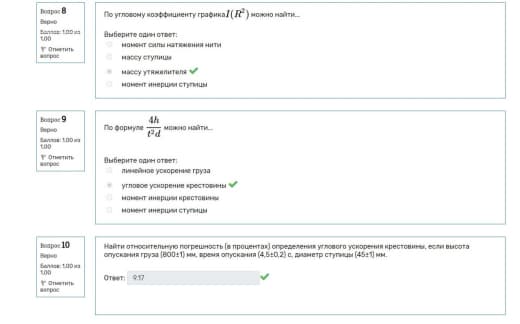 Вопрос 8
Верно
Баллов: 1,00 из
1,00
Отметить
вопрос
По угловому коэффициенту графика I(R²) можно найти...
Выберите один ответ:
момент силы натяжения нити
массу ступицы
массу утяжелителя
момент инерции ступицы
Вопрос 9
Верно
Баллов: 1,00 из
1,00
Отметить
вопрос
По формуле 4h/t²d можно найти...
Выберите один ответ:
линейное ускорение груза
угловое ускорение крестовины
момент инерции крестовины
момент инерции ступицы
Вопрос 10
Верно
Баллов: 1,00 из
1,00
Отметить
вопрос
Найти относительную погрешность (в процентах) определения углового ускорения крестовины, если высота
опускания груза (800±1) мм, время опускания (4,5±0,2) с, диаметр ступицы (45±1) мм.
Ответ: 9.17